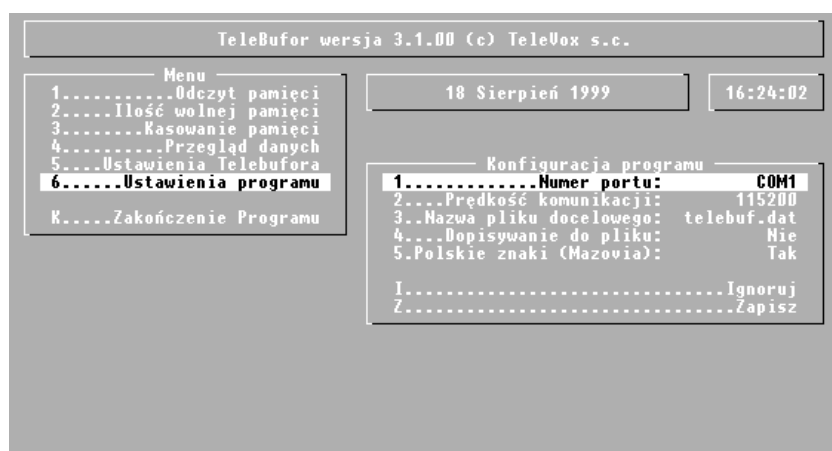 TeleBufor wersja 3.1.00 (c) TeleVox s.c.
Menu
1...........Odczyt pamięci
2.....Ilość wolnej pamięci
3........Kasowanie pamięci
4..........Przegląd danych
5....Ustawienia Telebufora
6......Ustawienia programu
K.....Zakończenie Programu
18 Sierpień 1999
16:24:02
Konfiguracja programu
1.............Numer portu: COM1
2....Prędkość komunikacji: 115200
3..Nazwa pliku docelowego: telebuf.dat
4....Dopisywanie do pliku: Nie
5.Polskie znaki (Mazovia): Tak
I...............................Ignoruj
Z................................Zapisz